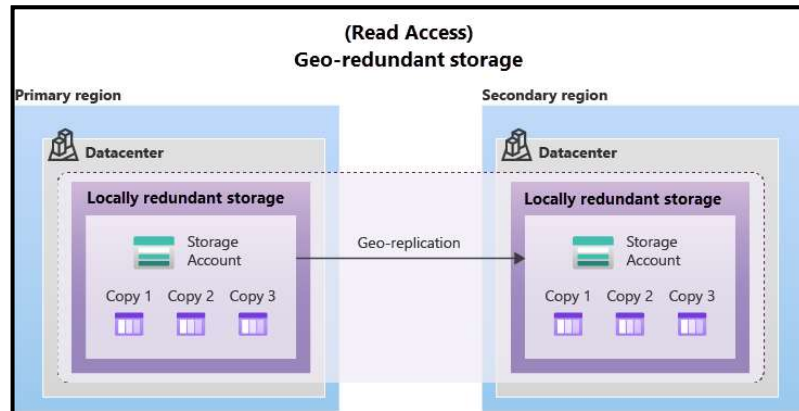 (Read Access)
Geo-redundant storage
Primary region
Secondary region
Datacenter
Datacenter
Locally redundant storage
Locally redundant storage
Storage
Account
Geo-replication
Storage
Account
Copy 1 Copy 2 Copy 3
Copy 1 Copy 2 Copy 3